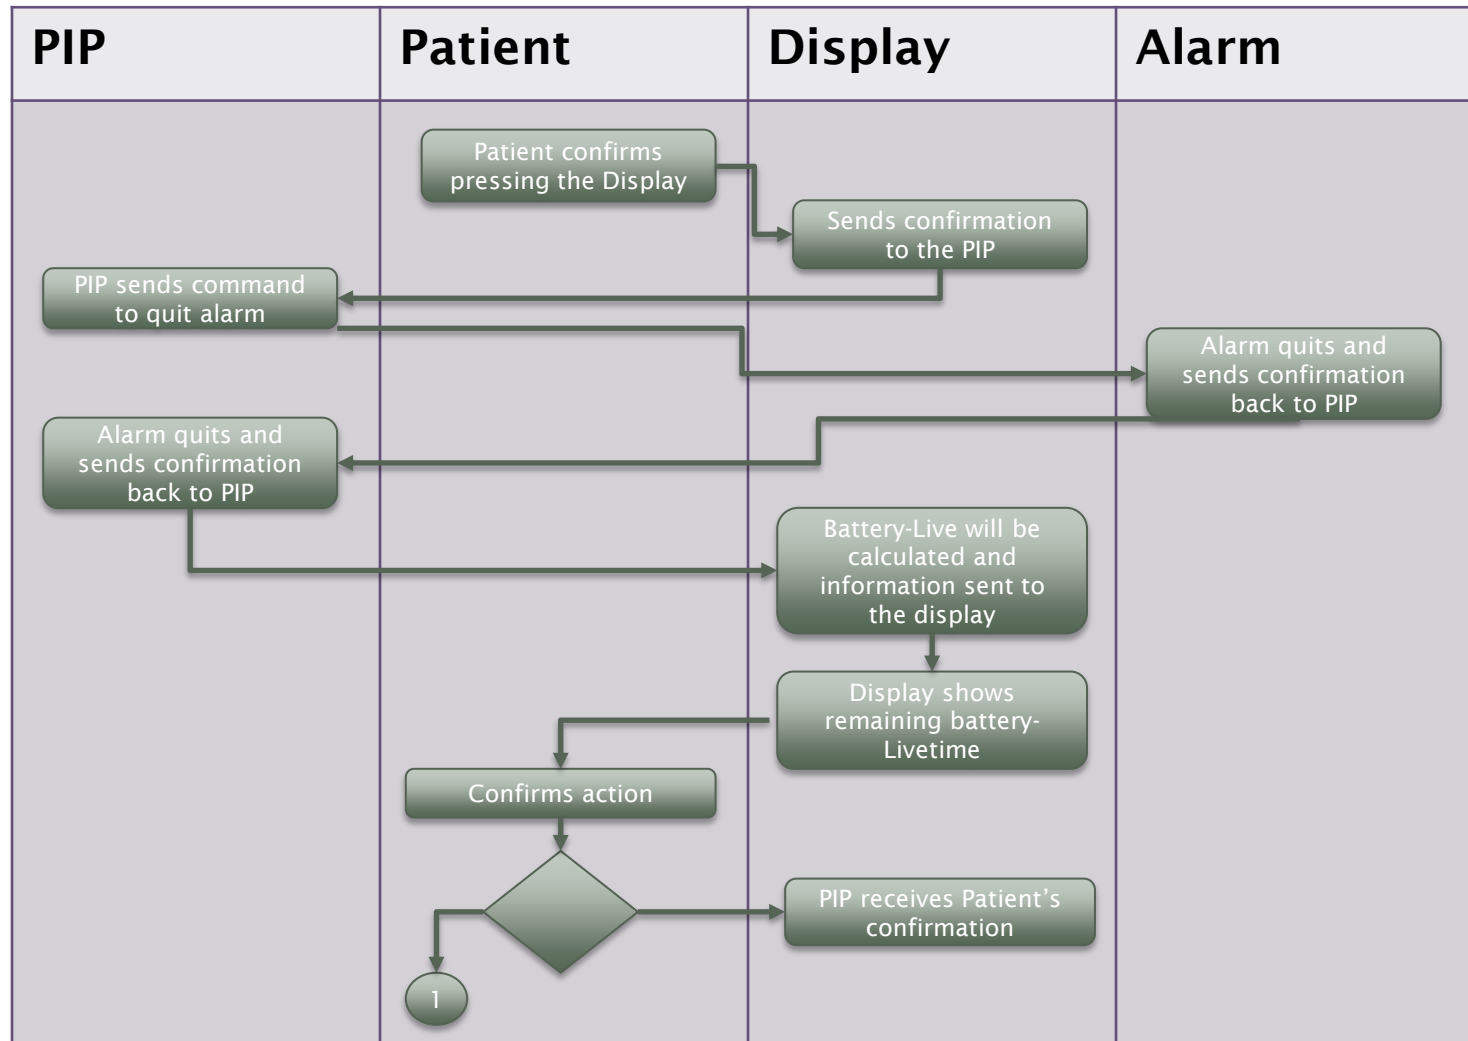 PIP
Patient
Display
Alarm
Patient confirms
pressing the Display
Sends confirmation
to the PIP
PIP sends command
to quit alarm
Alarm quits and
sends confirmation
back to PIP
Alarm quits and
sends confirmation
back to PIP
Battery-Live will be
calculated and
information sent to
the display
Display shows
remaining battery-
Livetime
Confirms action
PIP receives Patient’s
confirmation
1